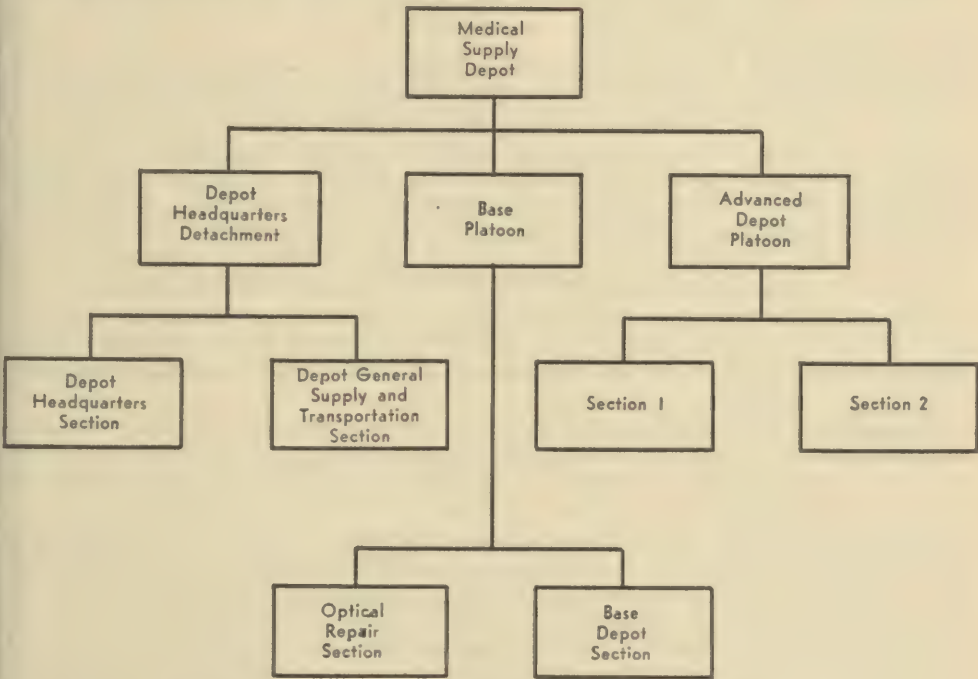 Medical
Supply
Depot
Depot
Headquarters
Detachment
Base
Platoon
Advanced
Depot
Platoon
Depot
Headquarters
Section
Depot General
Supply and
Transportation
Section
Section 1
Section 2
Optical
Repair
Section
Base
Depot
Section